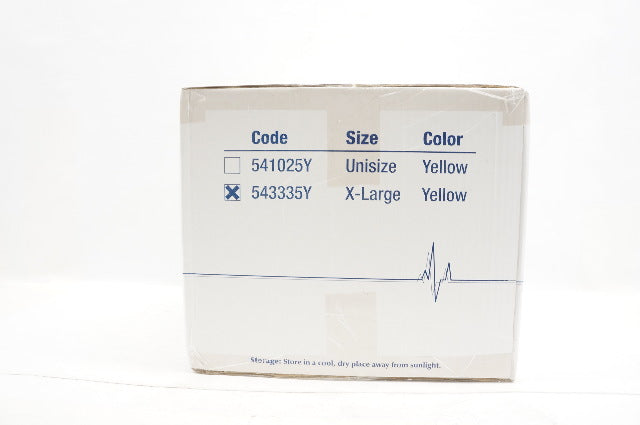 Code Size Color
541025Y Unisize Yellow
543335Y X-Large Yellow
Storage: Store in a cool, dry place away from sunlight.